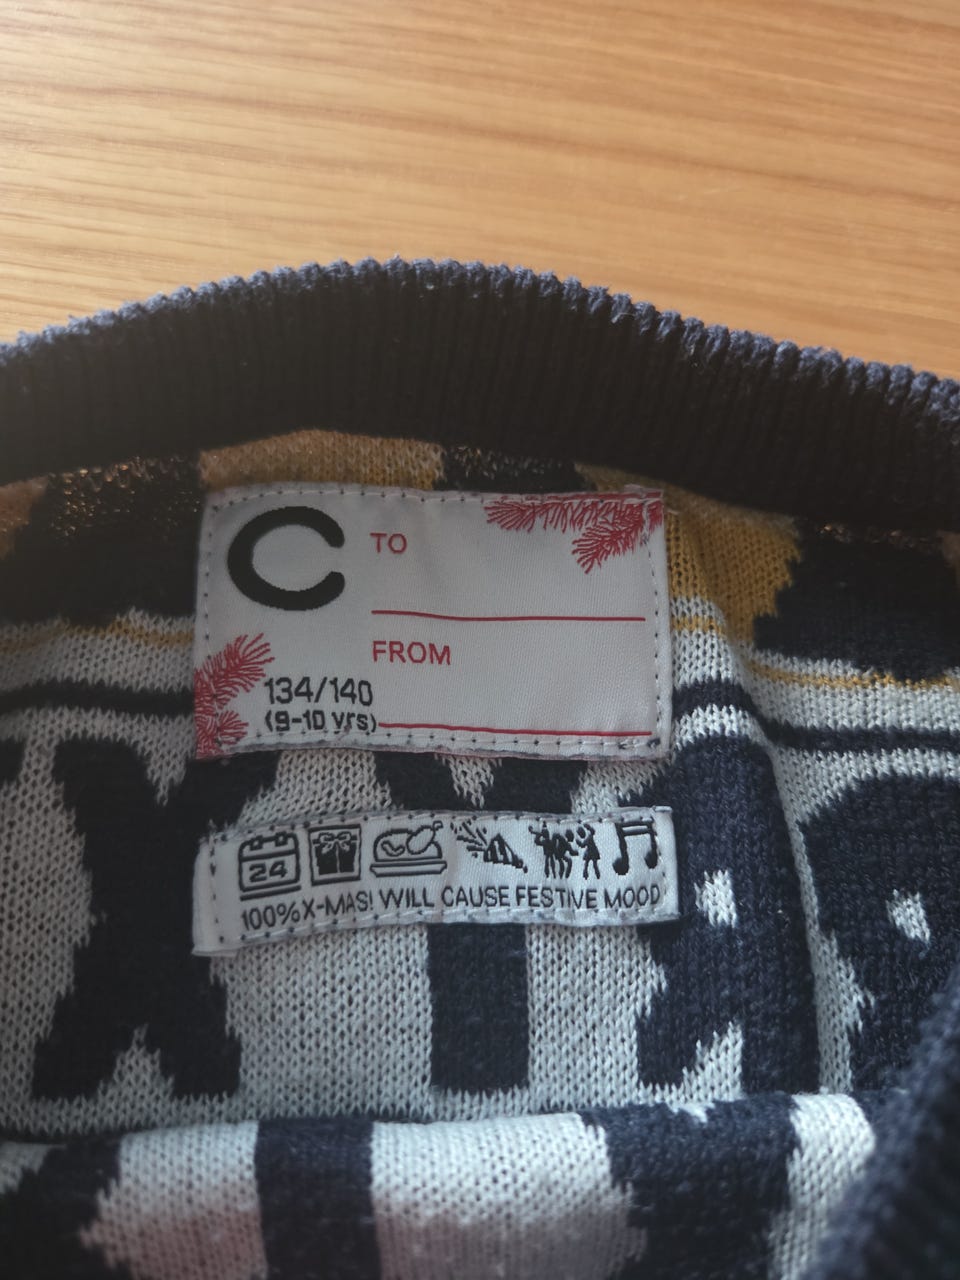 C
TO
FROM
134/140
(9-10 yrs)
24
100% X-MAS! WILL CAUSE FESTIVE MOOD